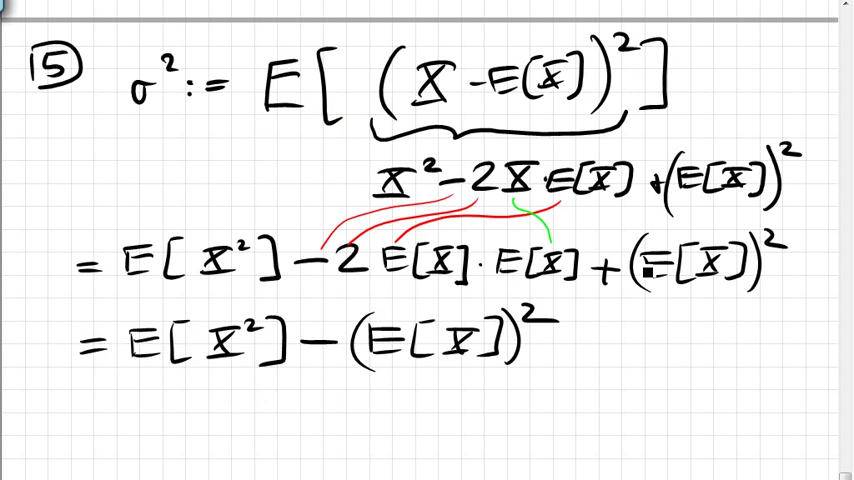 15 σ² := E[(X - E[X])²]
X² - 2X·E[X] + (E[X])²
= E[X²] - 2 E[X]·E[X] + (E[X])²
= E[X²] - (E[X])²